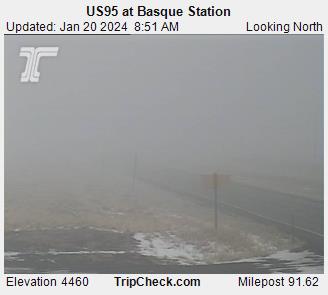 US95 at Basque Station
Updated: Jan 20 2024 8:51 AM Looking North
Elevation 4460 TripCheck.com Milepost 91.62